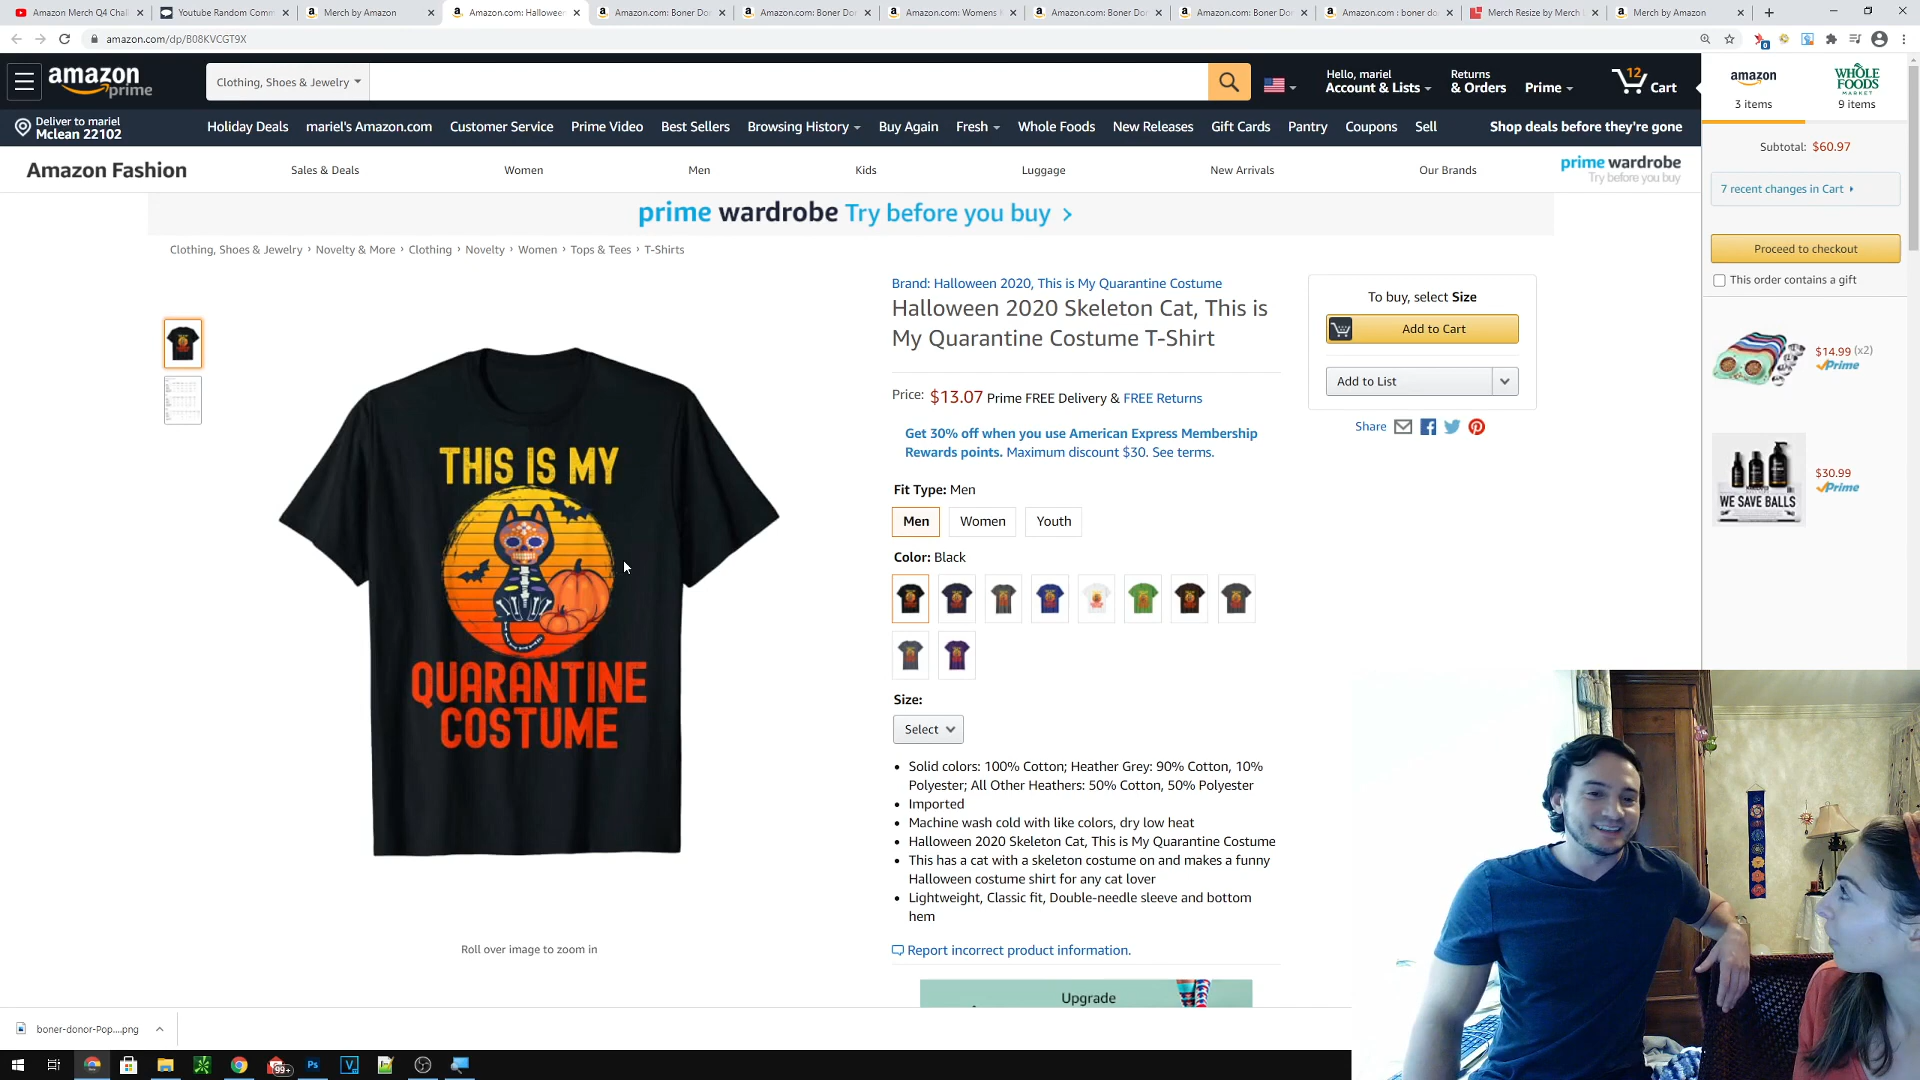 Amazon Merch Q4 Chall
Youtube Random Comm
Merch by Amazon
Amazon.com: Halloween
Amazon.com: Boner Don
Amazon.com: Boner Don
Amazon.com: Womens
Amazon.com: Boner Don
Amazon.com: Boner Don
Amazon.com : boner do
Merch Resize by Merch
Merch by Amazon
amazon.com/dp/B08KVCGT9X
amazon
prime
Clothing, Shoes & Jewelry
Hello, mariel
Account & Lists
Returns
& Orders
Prime
12
Cart
Deliver to mariel
Mclean 22102
Holiday Deals
mariel's Amazon.com
Customer Service
Prime Video
Best Sellers
Browsing History
Buy Again
Fresh
Whole Foods
New Releases
Gift Cards
Pantry
Coupons
Sell
Shop deals before they're gone
Amazon Fashion
Sales & Deals
Women
Men
Kids
Luggage
New Arrivals
Our Brands
prime wardrobe
Try before you buy
prime wardrobe Try before you buy >
Clothing, Shoes & Jewelry › Novelty & More › Clothing › Novelty › Women › Tops & Tees › T-Shirts
THIS IS MY
QUARANTINE
COSTUME
Roll over image to zoom in
Brand: Halloween 2020, This is My Quarantine Costume
Halloween 2020 Skeleton Cat, This is
My Quarantine Costume T-Shirt
Price: $13.07 Prime FREE Delivery & FREE Returns
Get 30% off when you use American Express Membership
Rewards points. Maximum discount $30. See terms.
Fit Type: Men
Men
Women
Youth
Color: Black
Size:
Select
• Solid colors: 100% Cotton; Heather Grey: 90% Cotton, 10%
Polyester; All Other Heathers: 50% Cotton, 50% Polyester
• Imported
• Machine wash cold with like colors, dry low heat
• Halloween 2020 Skeleton Cat, This is My Quarantine Costume
• This has a cat with a skeleton costume on and makes a funny
Halloween costume shirt for any cat lover
• Lightweight, Classic fit, Double-needle sleeve and bottom
hem
Report incorrect product information.
Upgrade
To buy, select Size
Add to Cart
Add to List
Share
amazon
3 items
WHOLE
FOODS
MARKET
9 items
Subtotal: $60.97
7 recent changes in Cart
Proceed to checkout
This order contains a gift
$14.99 (x2)
Prime
WE SAVE BALLS
$30.99
Prime
boner-donor-Pop....png
99+
Ps